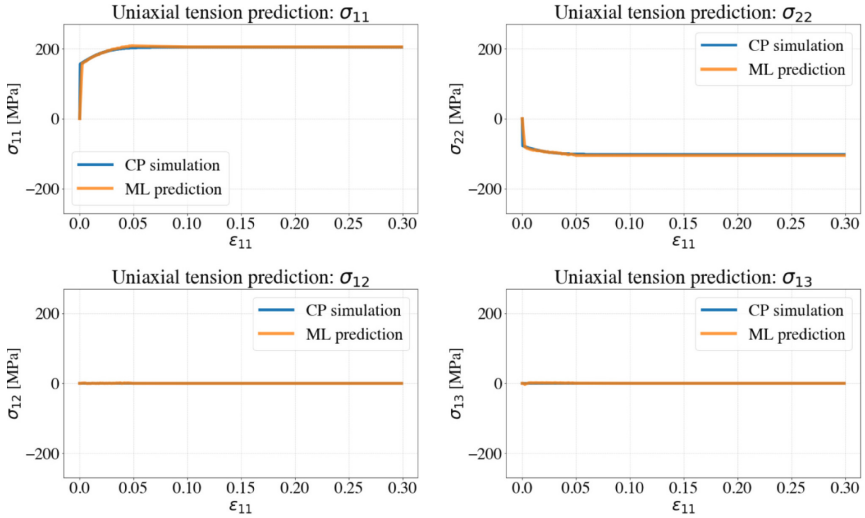 Uniaxial tension prediction: σ₁₁
200
0
−200
σ₁₁ [MPa]
CP simulation
ML prediction
0.0 0.05 0.10 0.15 0.20 0.25 0.30
ε₁₁
Uniaxial tension prediction: σ₂₂
200
0
−200
σ₂₂ [MPa]
CP simulation
ML prediction
0.0 0.05 0.10 0.15 0.20 0.25 0.30
ε₁₁
Uniaxial tension prediction: σ₁₂
200
0
−200
σ₁₂ [MPa]
CP simulation
ML prediction
0.0 0.05 0.10 0.15 0.20 0.25 0.30
ε₁₁
Uniaxial tension prediction: σ₁₃
200
0
−200
σ₁₃ [MPa]
CP simulation
ML prediction
0.0 0.05 0.10 0.15 0.20 0.25 0.30
ε₁₁